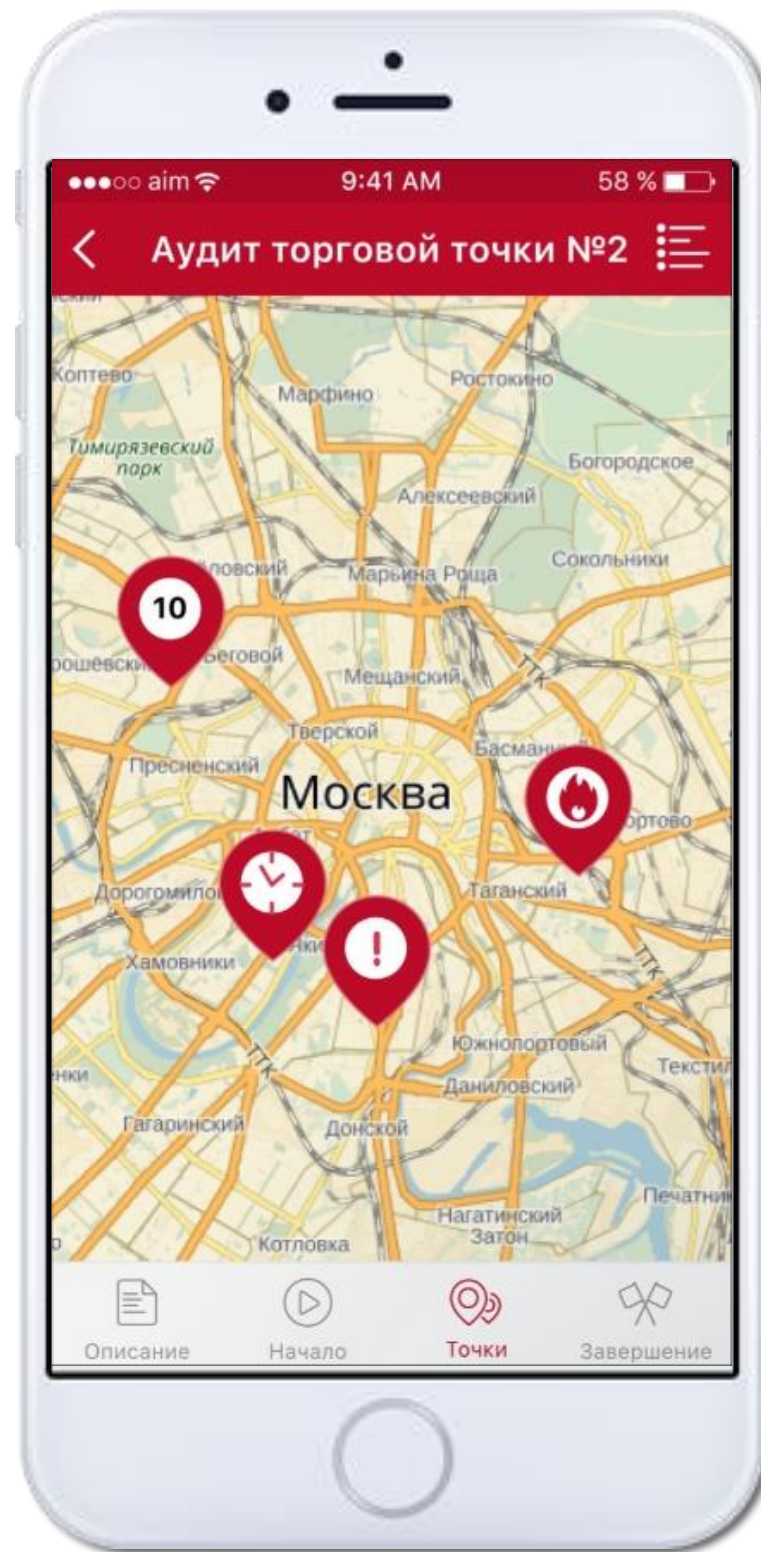 aim 9:41 AM 58 %
Аудит торговой точки №2
Коптево
Марфино
Ростокино
Тимирязевский
парк
Богородское
Алексеевский
Сокольники
Марьина Роща
10
Беговой
Мещанский
ТТК
Тверской
Пресненский
Москва
Таганский
Хамовники
ТТК
Южнопортовый
ТТК
Даниловский
Гагаринский
Донской
Нагатинский
Затон
Котловка
Описание Начало Точки Завершение